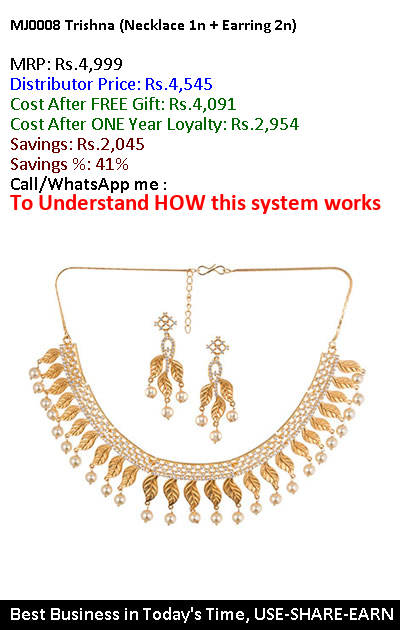 MJ0008 Trishna (Necklace 1n + Earring 2n)
MRP: Rs.4,999
Distributor Price: Rs.4,545
Cost After FREE Gift: Rs.4,091
Cost After ONE Year Loyalty: Rs.2,954
Savings: Rs.2,045
Savings %: 41%
Call/WhatsApp me :
To Understand HOW this system works
Best Business in Today's Time, USE-SHARE-EARN